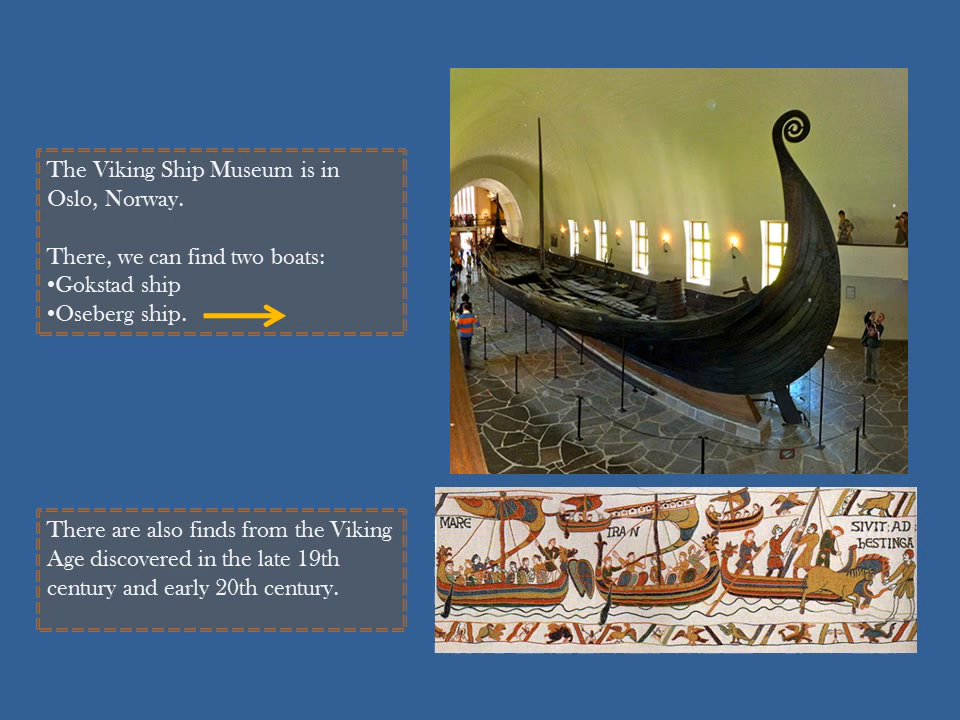 The Viking Ship Museum is in
Oslo, Norway.
There, we can find two boats:
•Gokstad ship
•Oseberg ship.
There are also finds from the Viking
Age discovered in the late 19th
century and early 20th century.
MARE
TRAN
SIVIT: AD:
hESTINGA